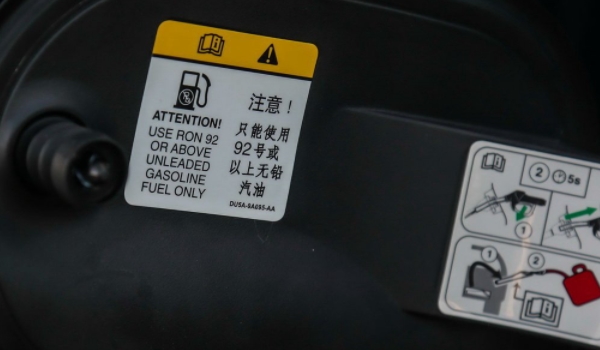 ATTENTION!
USE RON 92
OR ABOVE
UNLEADED
GASOLINE
FUEL ONLY
注意！
只能使用
92号或
以上无铅
汽油
DU5A-9A095-AA
2 5s
1
1 2